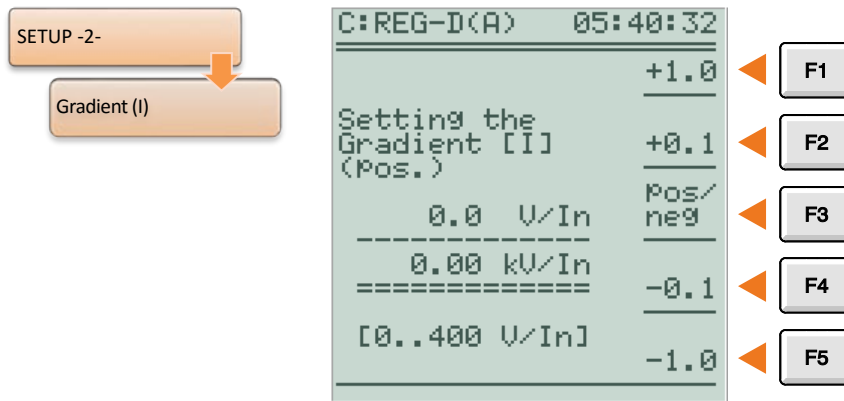 SETUP -2-
Gradient (I)
C:REG-D(A) 05:40:32
+1.0
F1
Setting the
Gradient [I]
(Pos.)
+0.1
F2
Pos/
neg
F3
0.0 V/In
-------------
0.00 kV/In
=============
-0.1
F4
[0..400 V/In]
-1.0
F5